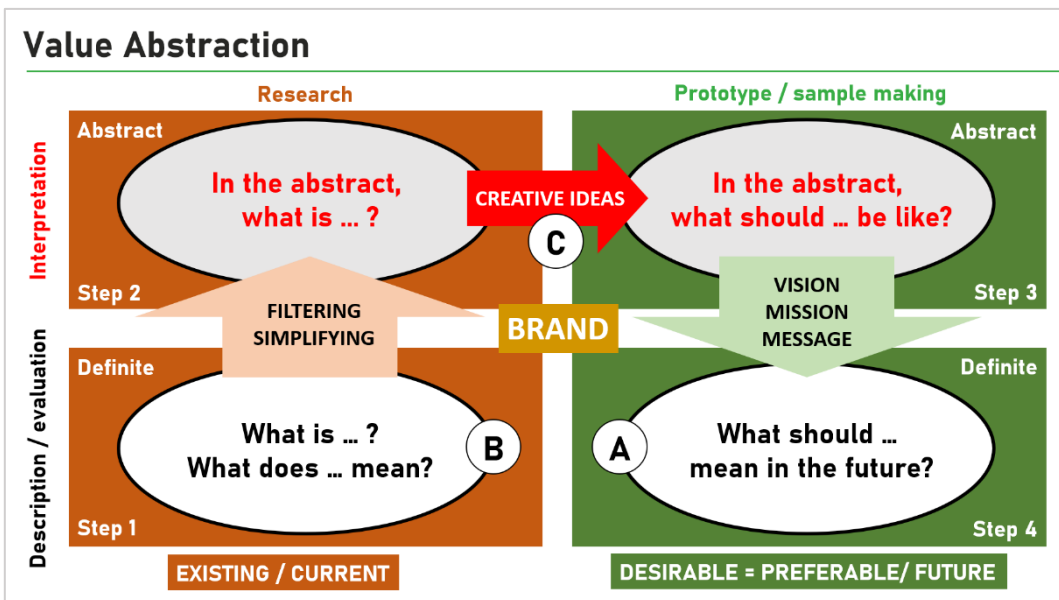 Value Abstraction
Research
Prototype / sample making
Interpretation
Abstract
In the abstract,
what is ... ?
Step 2
CREATIVE IDEAS
C
Abstract
In the abstract,
what should ... be like?
Step 3
FILTERING
SIMPLIFYING
BRAND
VISION
MISSION
MESSAGE
Description / evaluation
Definite
What is ... ?
What does ... mean?
B
Step 1
Definite
A
What should ...
mean in the future?
Step 4
EXISTING / CURRENT
DESIRABLE = PREFERABLE/ FUTURE